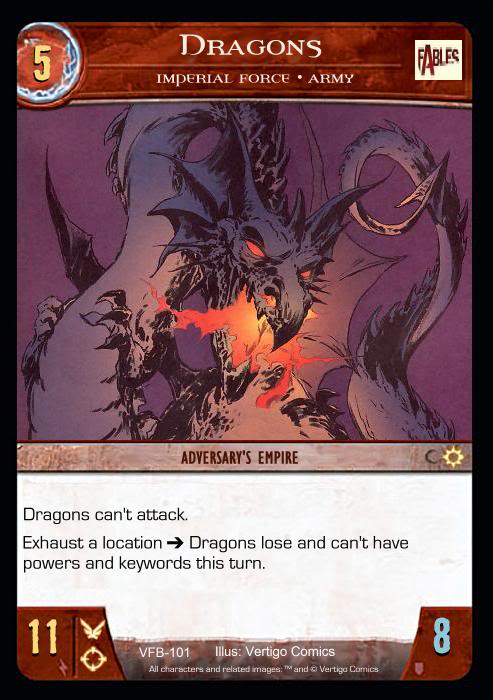 5
DRAGONS
IMPERIAL FORCE • ARMY
FABLES
ADVERSARY'S EMPIRE
C
Dragons can't attack.
Exhaust a location ➔ Dragons lose and can't have
powers and keywords this turn.
11
8
VFB-101 Illus: Vertigo Comics
All characters and related images: ™ and © Vertigo Comics